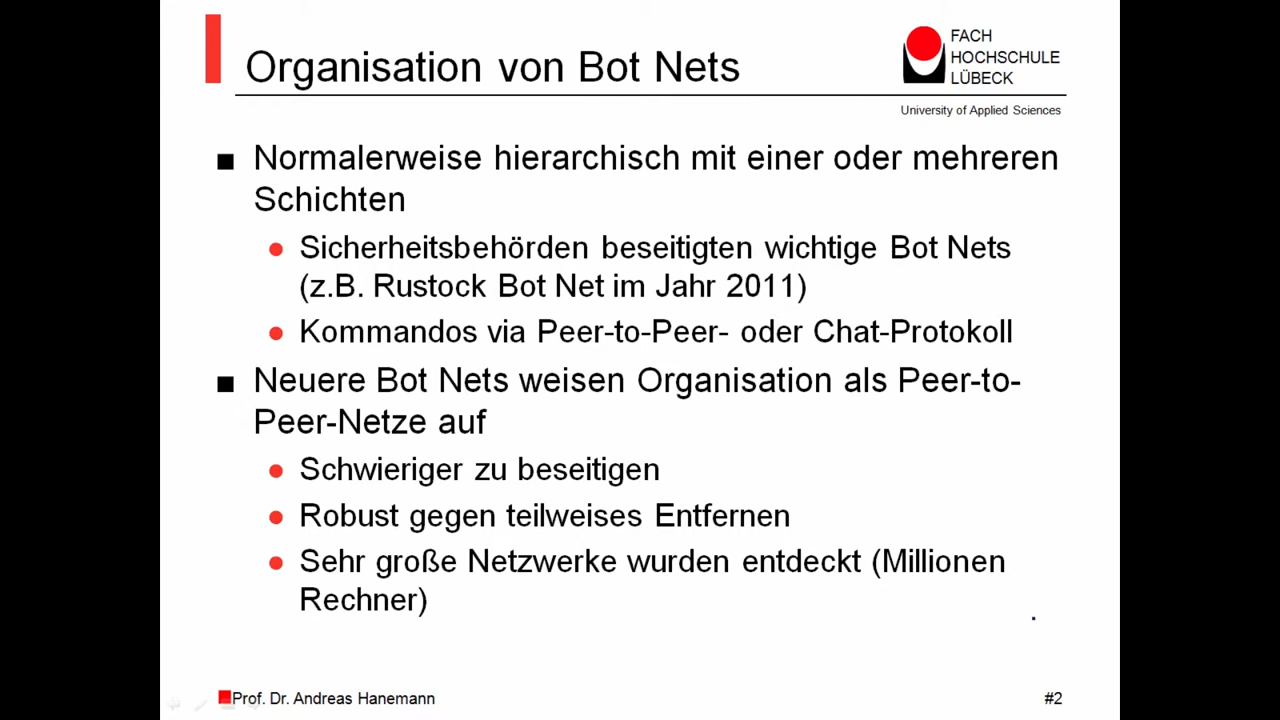 Organisation von Bot Nets
FACH
HOCHSCHULE
LÜBECK
University of Applied Sciences
Normalerweise hierarchisch mit einer oder mehreren
Schichten
Sicherheitsbehörden beseitigten wichtige Bot Nets
(z.B. Rustock Bot Net im Jahr 2011)
Kommandos via Peer-to-Peer- oder Chat-Protokoll
Neuere Bot Nets weisen Organisation als Peer-to-
Peer-Netze auf
Schwieriger zu beseitigen
Robust gegen teilweises Entfernen
Sehr große Netzwerke wurden entdeckt (Millionen
Rechner)
Prof. Dr. Andreas Hanemann
#2